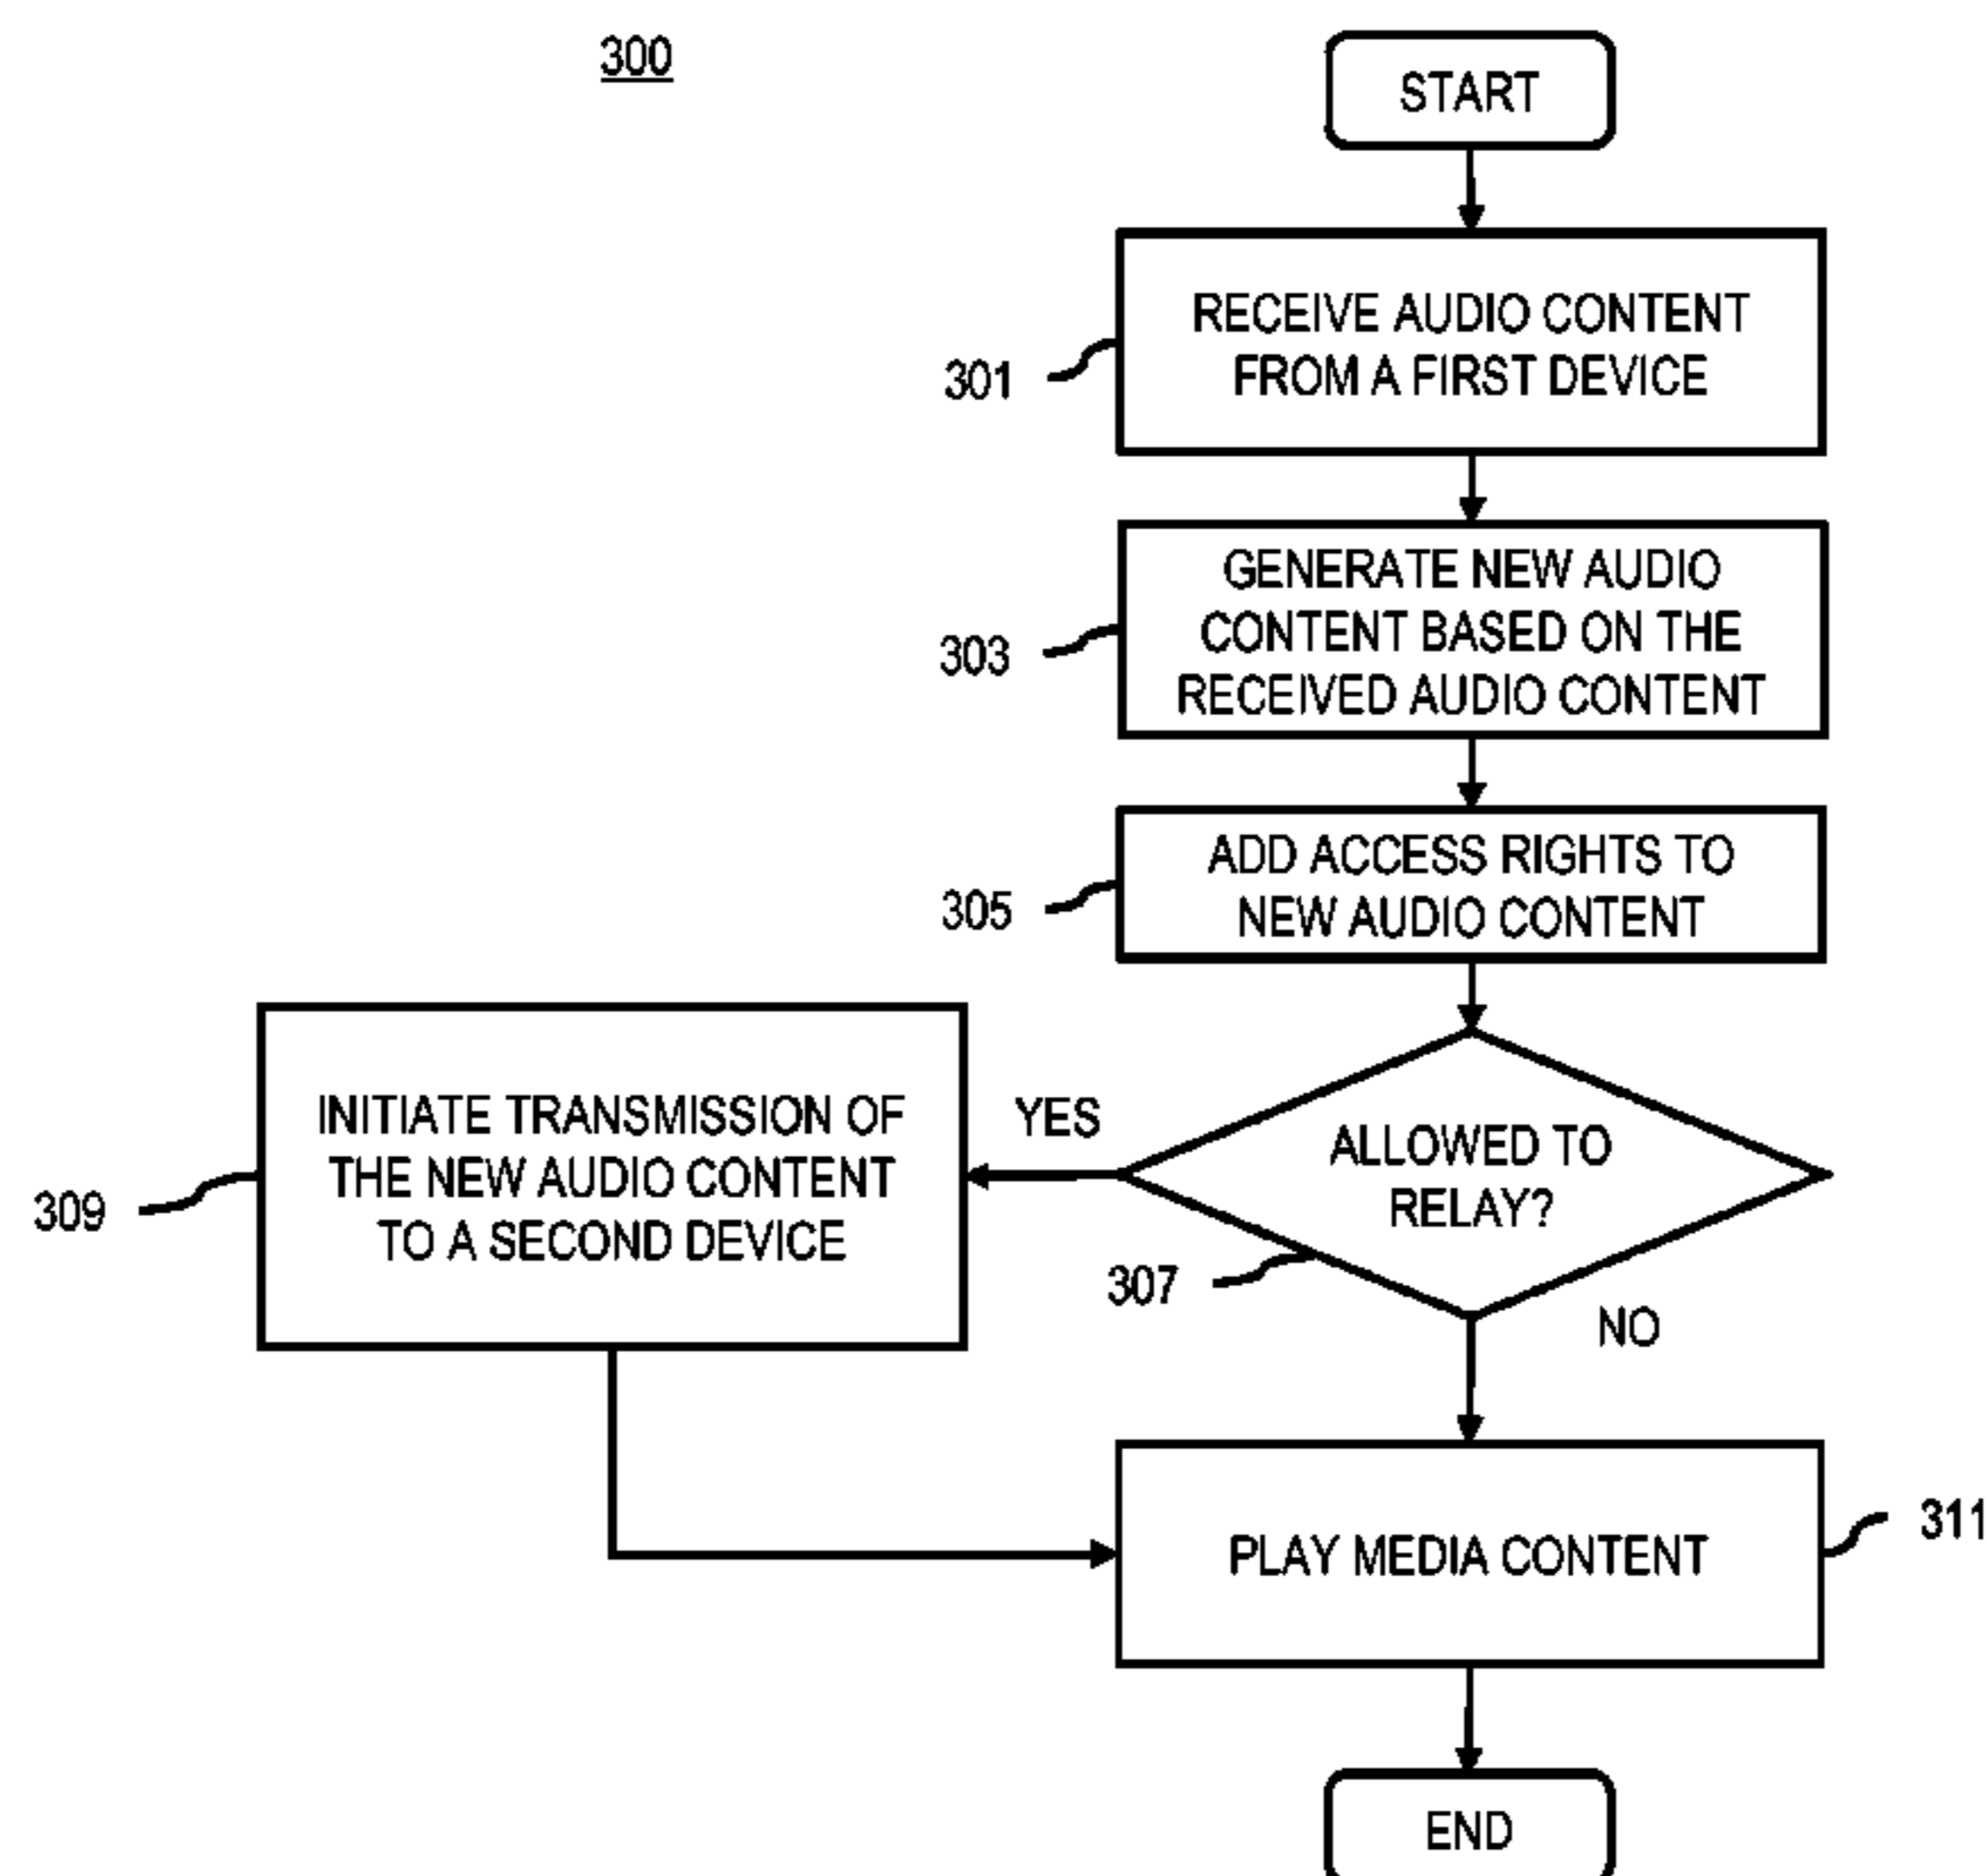 300
START
RECEIVE AUDIO CONTENT
FROM A FIRST DEVICE
301
GENERATE NEW AUDIO
CONTENT BASED ON THE
RECEIVED AUDIO CONTENT
303
ADD ACCESS RIGHTS TO
NEW AUDIO CONTENT
305
ALLOWED TO
RELAY?
307
YES
NO
INITIATE TRANSMISSION OF
THE NEW AUDIO CONTENT
TO A SECOND DEVICE
309
PLAY MEDIA CONTENT
311
END